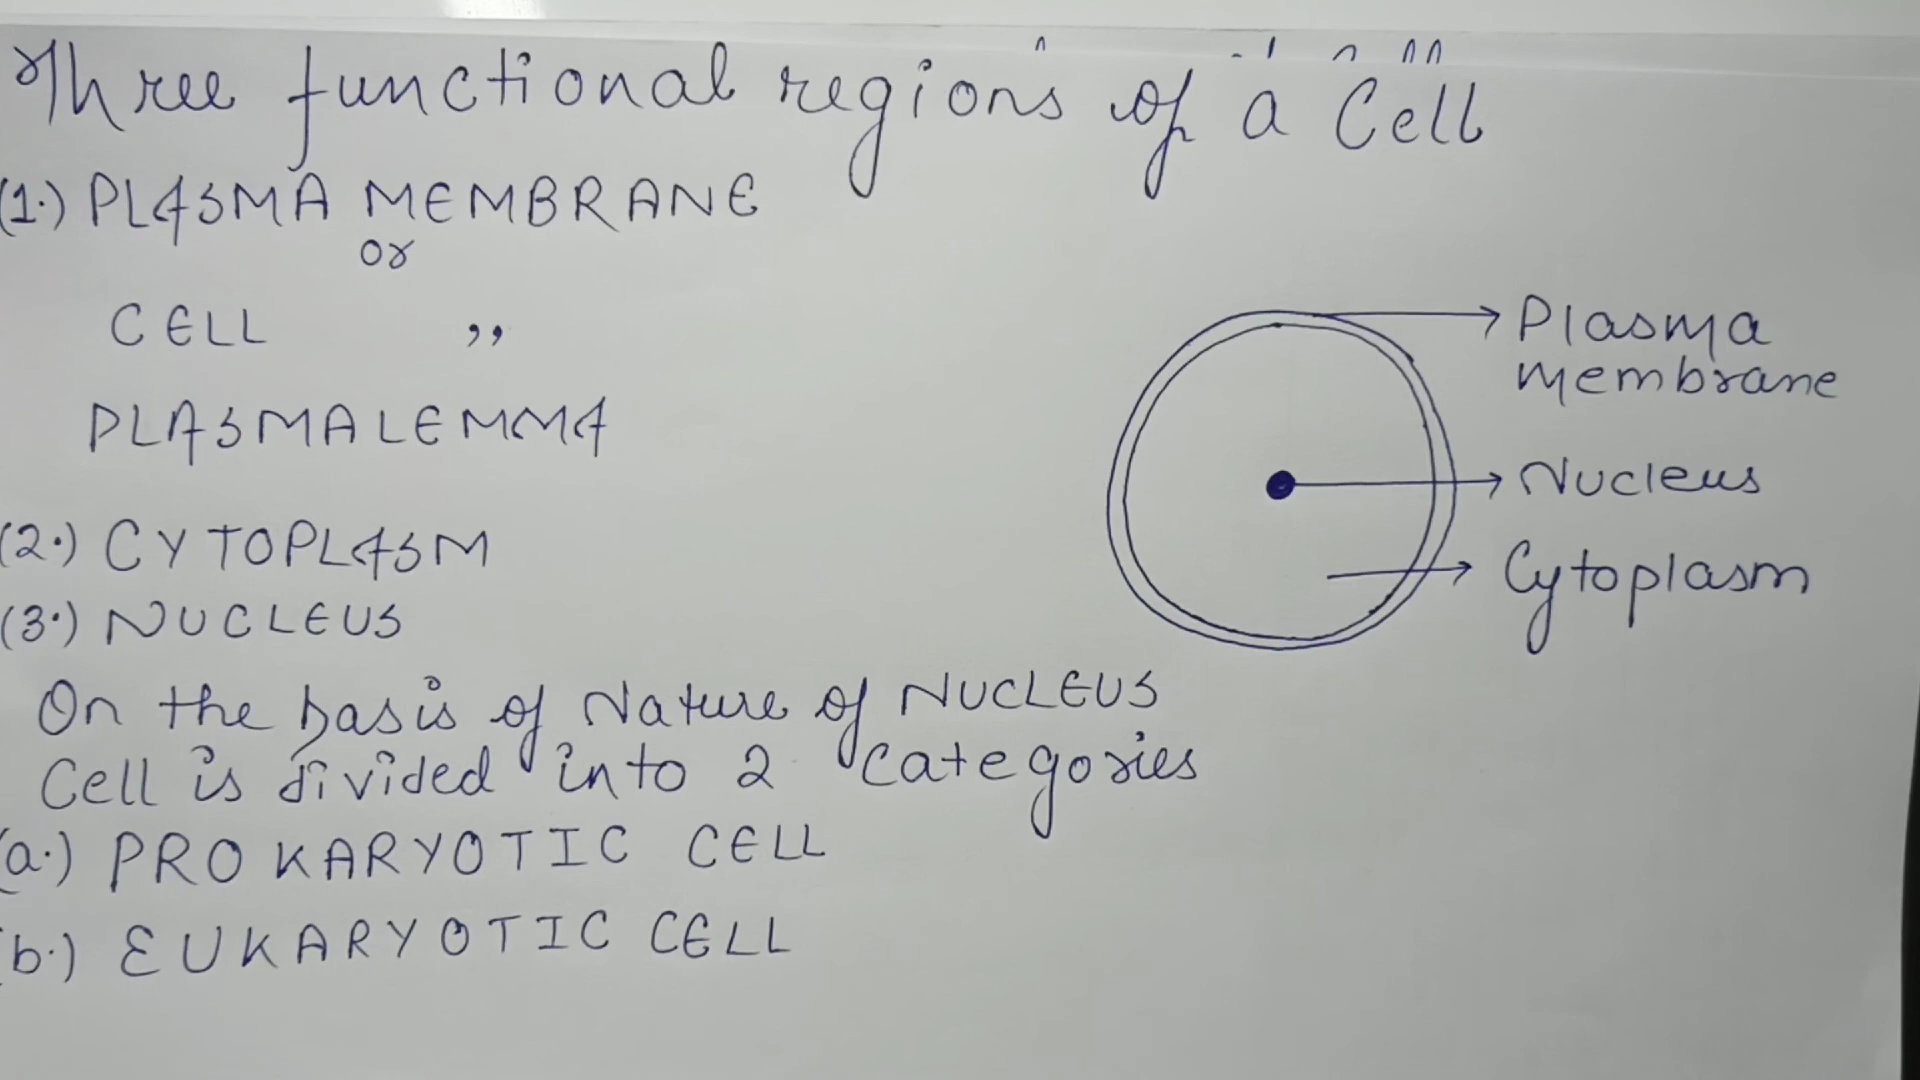 Three functional regions of a Cell
(1.) PLASMA MEMBRANE
or
CELL ,,
PLASMALEMMA
(2.) CYTOPLASM
(3.) NUCLEUS
Plasma
membrane
Nucleus
Cytoplasm
On the basis of Nature of NUCLEUS
Cell is divided into 2 categories
(a.) PROKARYOTIC CELL
(b.) EUKARYOTIC CELL